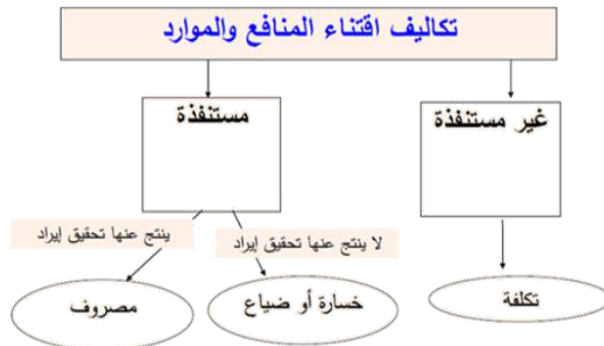 تكاليف اقتناء المنافع والموارد
غير مستنفذة
مستنفذة
لا ينتج عنها تحقيق إيراد
ينتج عنها تحقيق إيراد
تكلفة
خسارة أو ضياع
مصروف